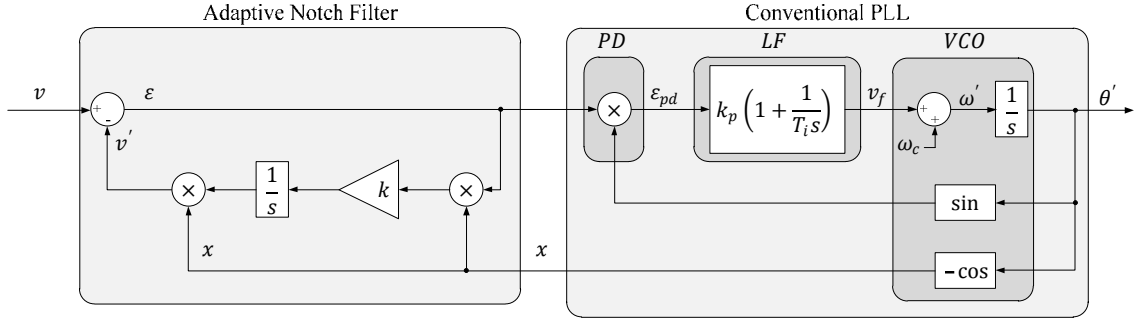 Adaptive Notch Filter
Conventional PLL
PD
LF
VCO
v
+
-
ε
v′
×
1/s
k
×
x
x
×
ε_pd
k_p (1 + 1/(T_i s))
v_f
+
+
ω_c
ω′
1/s
θ′
sin
−cos